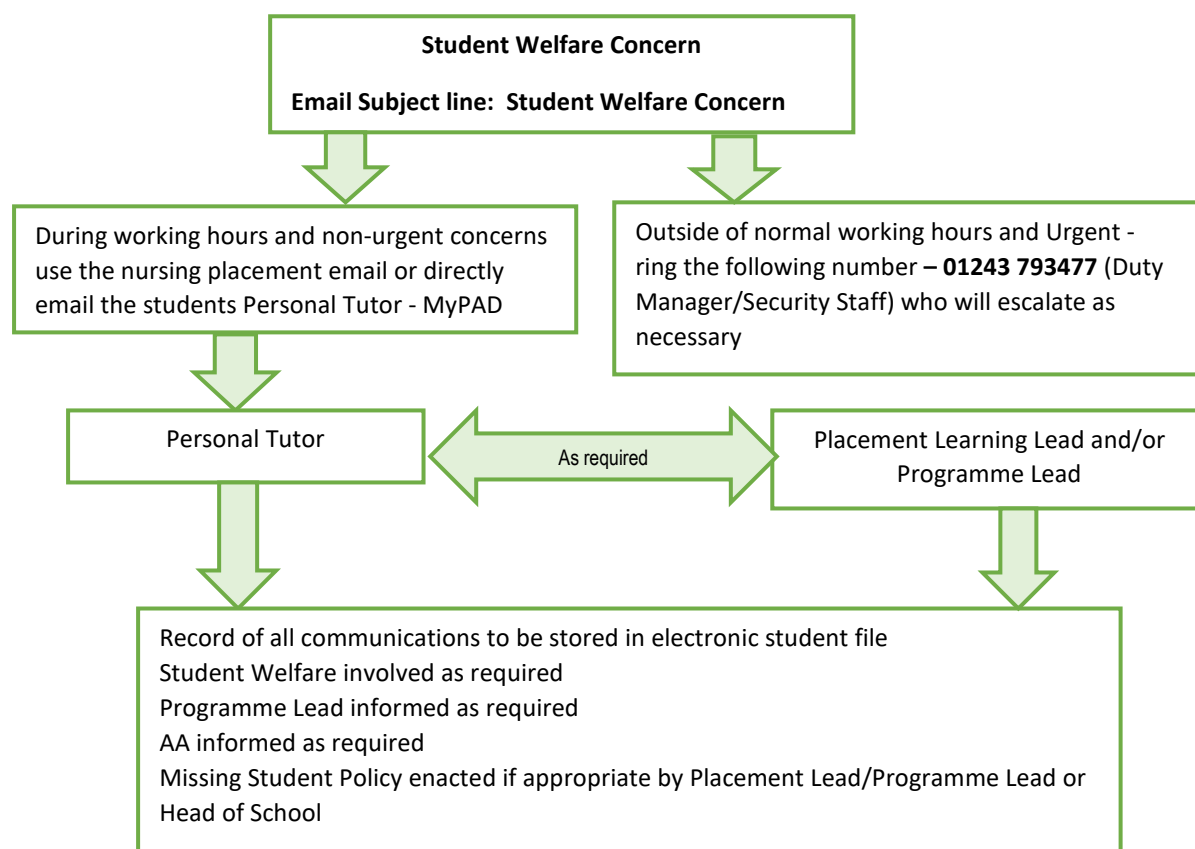 Student Welfare Concern
Email Subject line: Student Welfare Concern
During working hours and non-urgent concerns
use the nursing placement email or directly
email the students Personal Tutor - MyPAD
Outside of normal working hours and Urgent -
ring the following number – 01243 793477 (Duty
Manager/Security Staff) who will escalate as
necessary
Personal Tutor
As required
Placement Learning Lead and/or
Programme Lead
Record of all communications to be stored in electronic student file
Student Welfare involved as required
Programme Lead informed as required
AA informed as required
Missing Student Policy enacted if appropriate by Placement Lead/Programme Lead or
Head of School